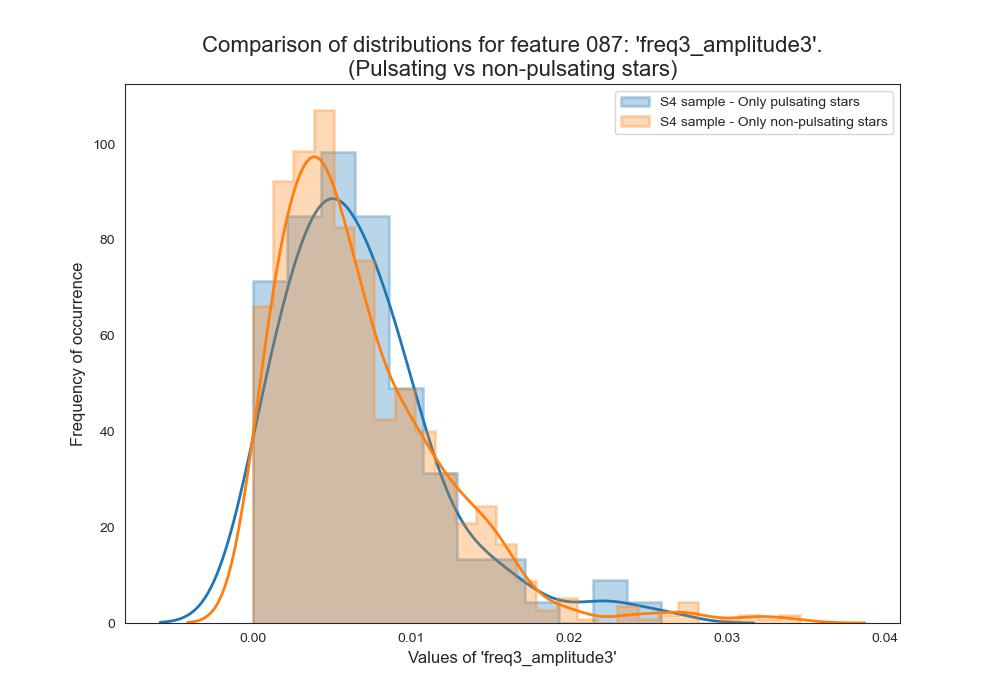 Comparison of distributions for feature 087: 'freq3_amplitude3'.
(Pulsating vs non-pulsating stars)
S4 sample - Only pulsating stars
S4 sample - Only non-pulsating stars
Frequency of occurrence
100
80
60
40
20
0
0.00
0.01
0.02
0.03
0.04
Values of 'freq3_amplitude3'